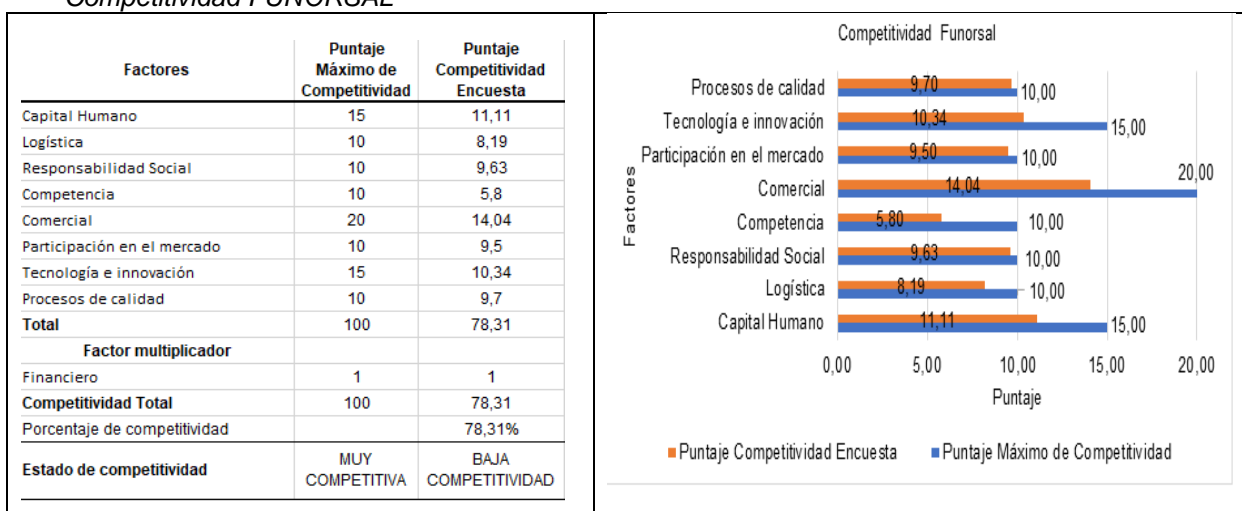 Competitividad FUNORSAL
Factores Puntaje Máximo de Competitividad Puntaje Competitividad Encuesta
Capital Humano 15 11,11
Logística 10 8,19
Responsabilidad Social 10 9,63
Competencia 10 5,8
Comercial 20 14,04
Participación en el mercado 10 9,5
Tecnología e innovación 15 10,34
Procesos de calidad 10 9,7
Total 100 78,31
Factor multiplicador
Financiero 1 1
Competitividad Total 100 78,31
Porcentaje de competitividad 78,31%
Estado de competitividad MUY COMPETITIVA BAJA COMPETITIVIDAD
Competitividad Funorsal
Factores
Procesos de calidad 9,70 10,00
Tecnología e innovación 10,34 15,00
Participación en el mercado 9,50 10,00
Comercial 14,04 20,00
Competencia 5,80 10,00
Responsabilidad Social 9,63 10,00
Logística 8,19 10,00
Capital Humano 11,11 15,00
0,00 5,00 10,00 15,00 20,00
Puntaje
Puntaje Competitividad Encuesta Puntaje Máximo de Competitividad